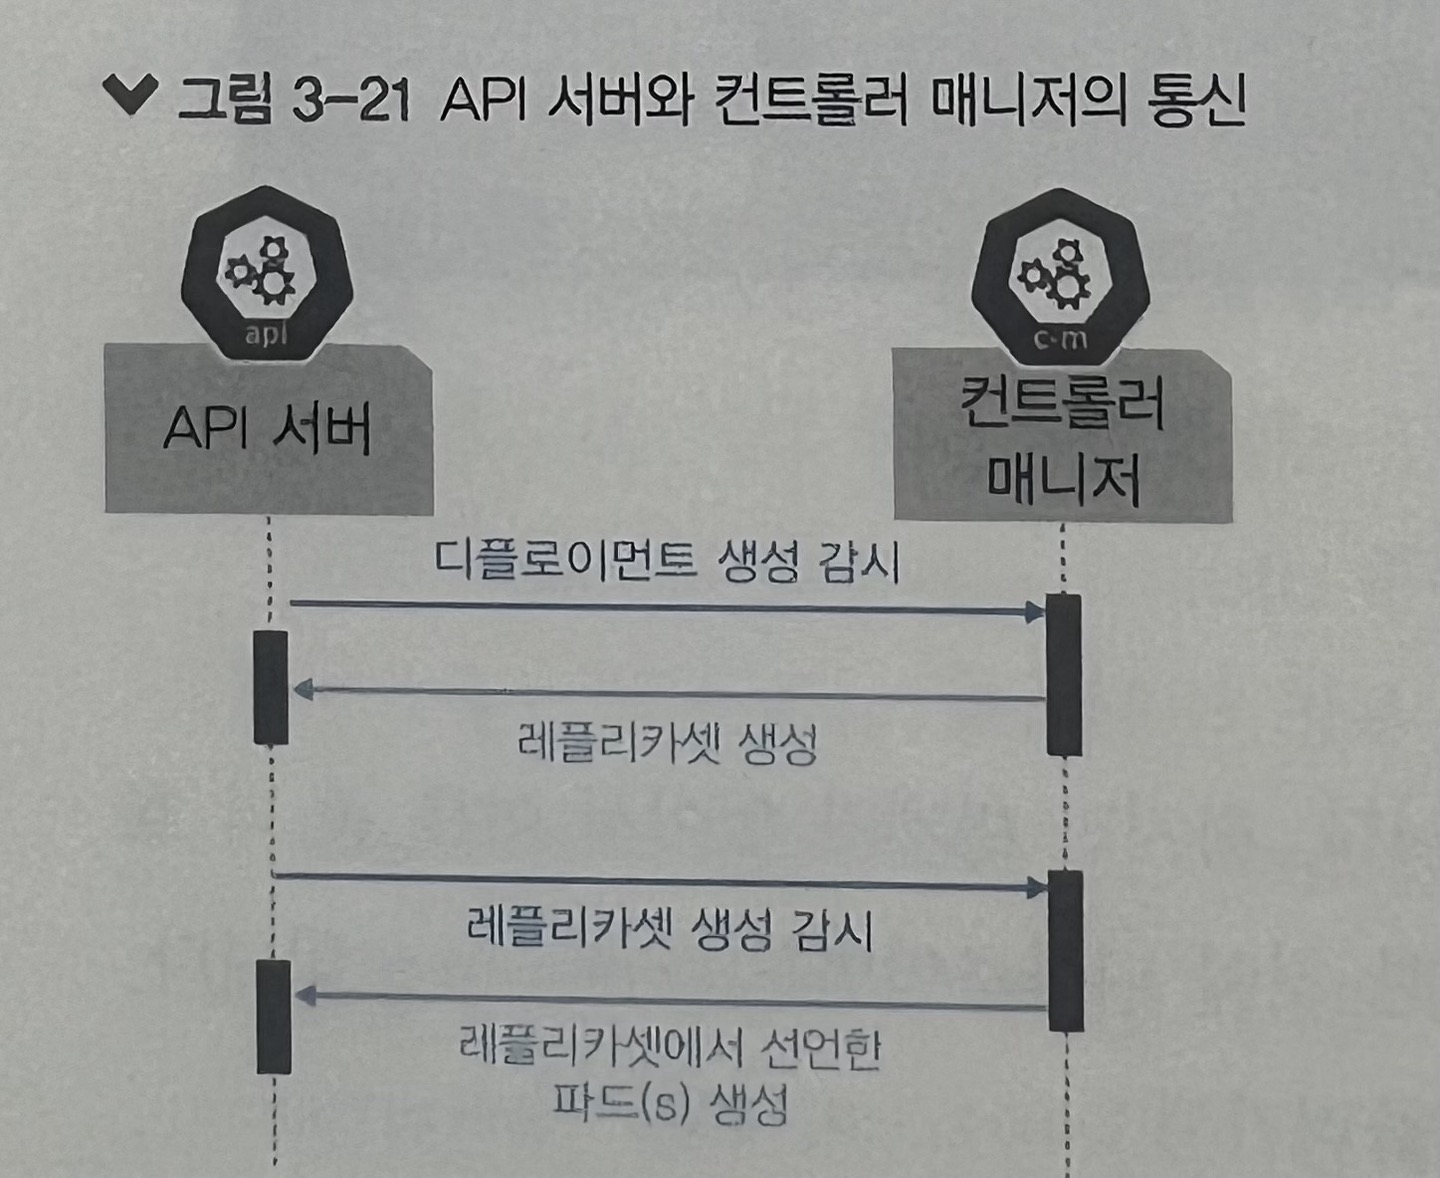 그림 3-21 API 서버와 컨트롤러 매니저의 통신
api
c-m
API 서버
컨트롤러
매니저
디플로이먼트 생성 감시
레플리카셋 생성
레플리카셋 생성 감시
레플리카셋에서 선언한
파드(s) 생성